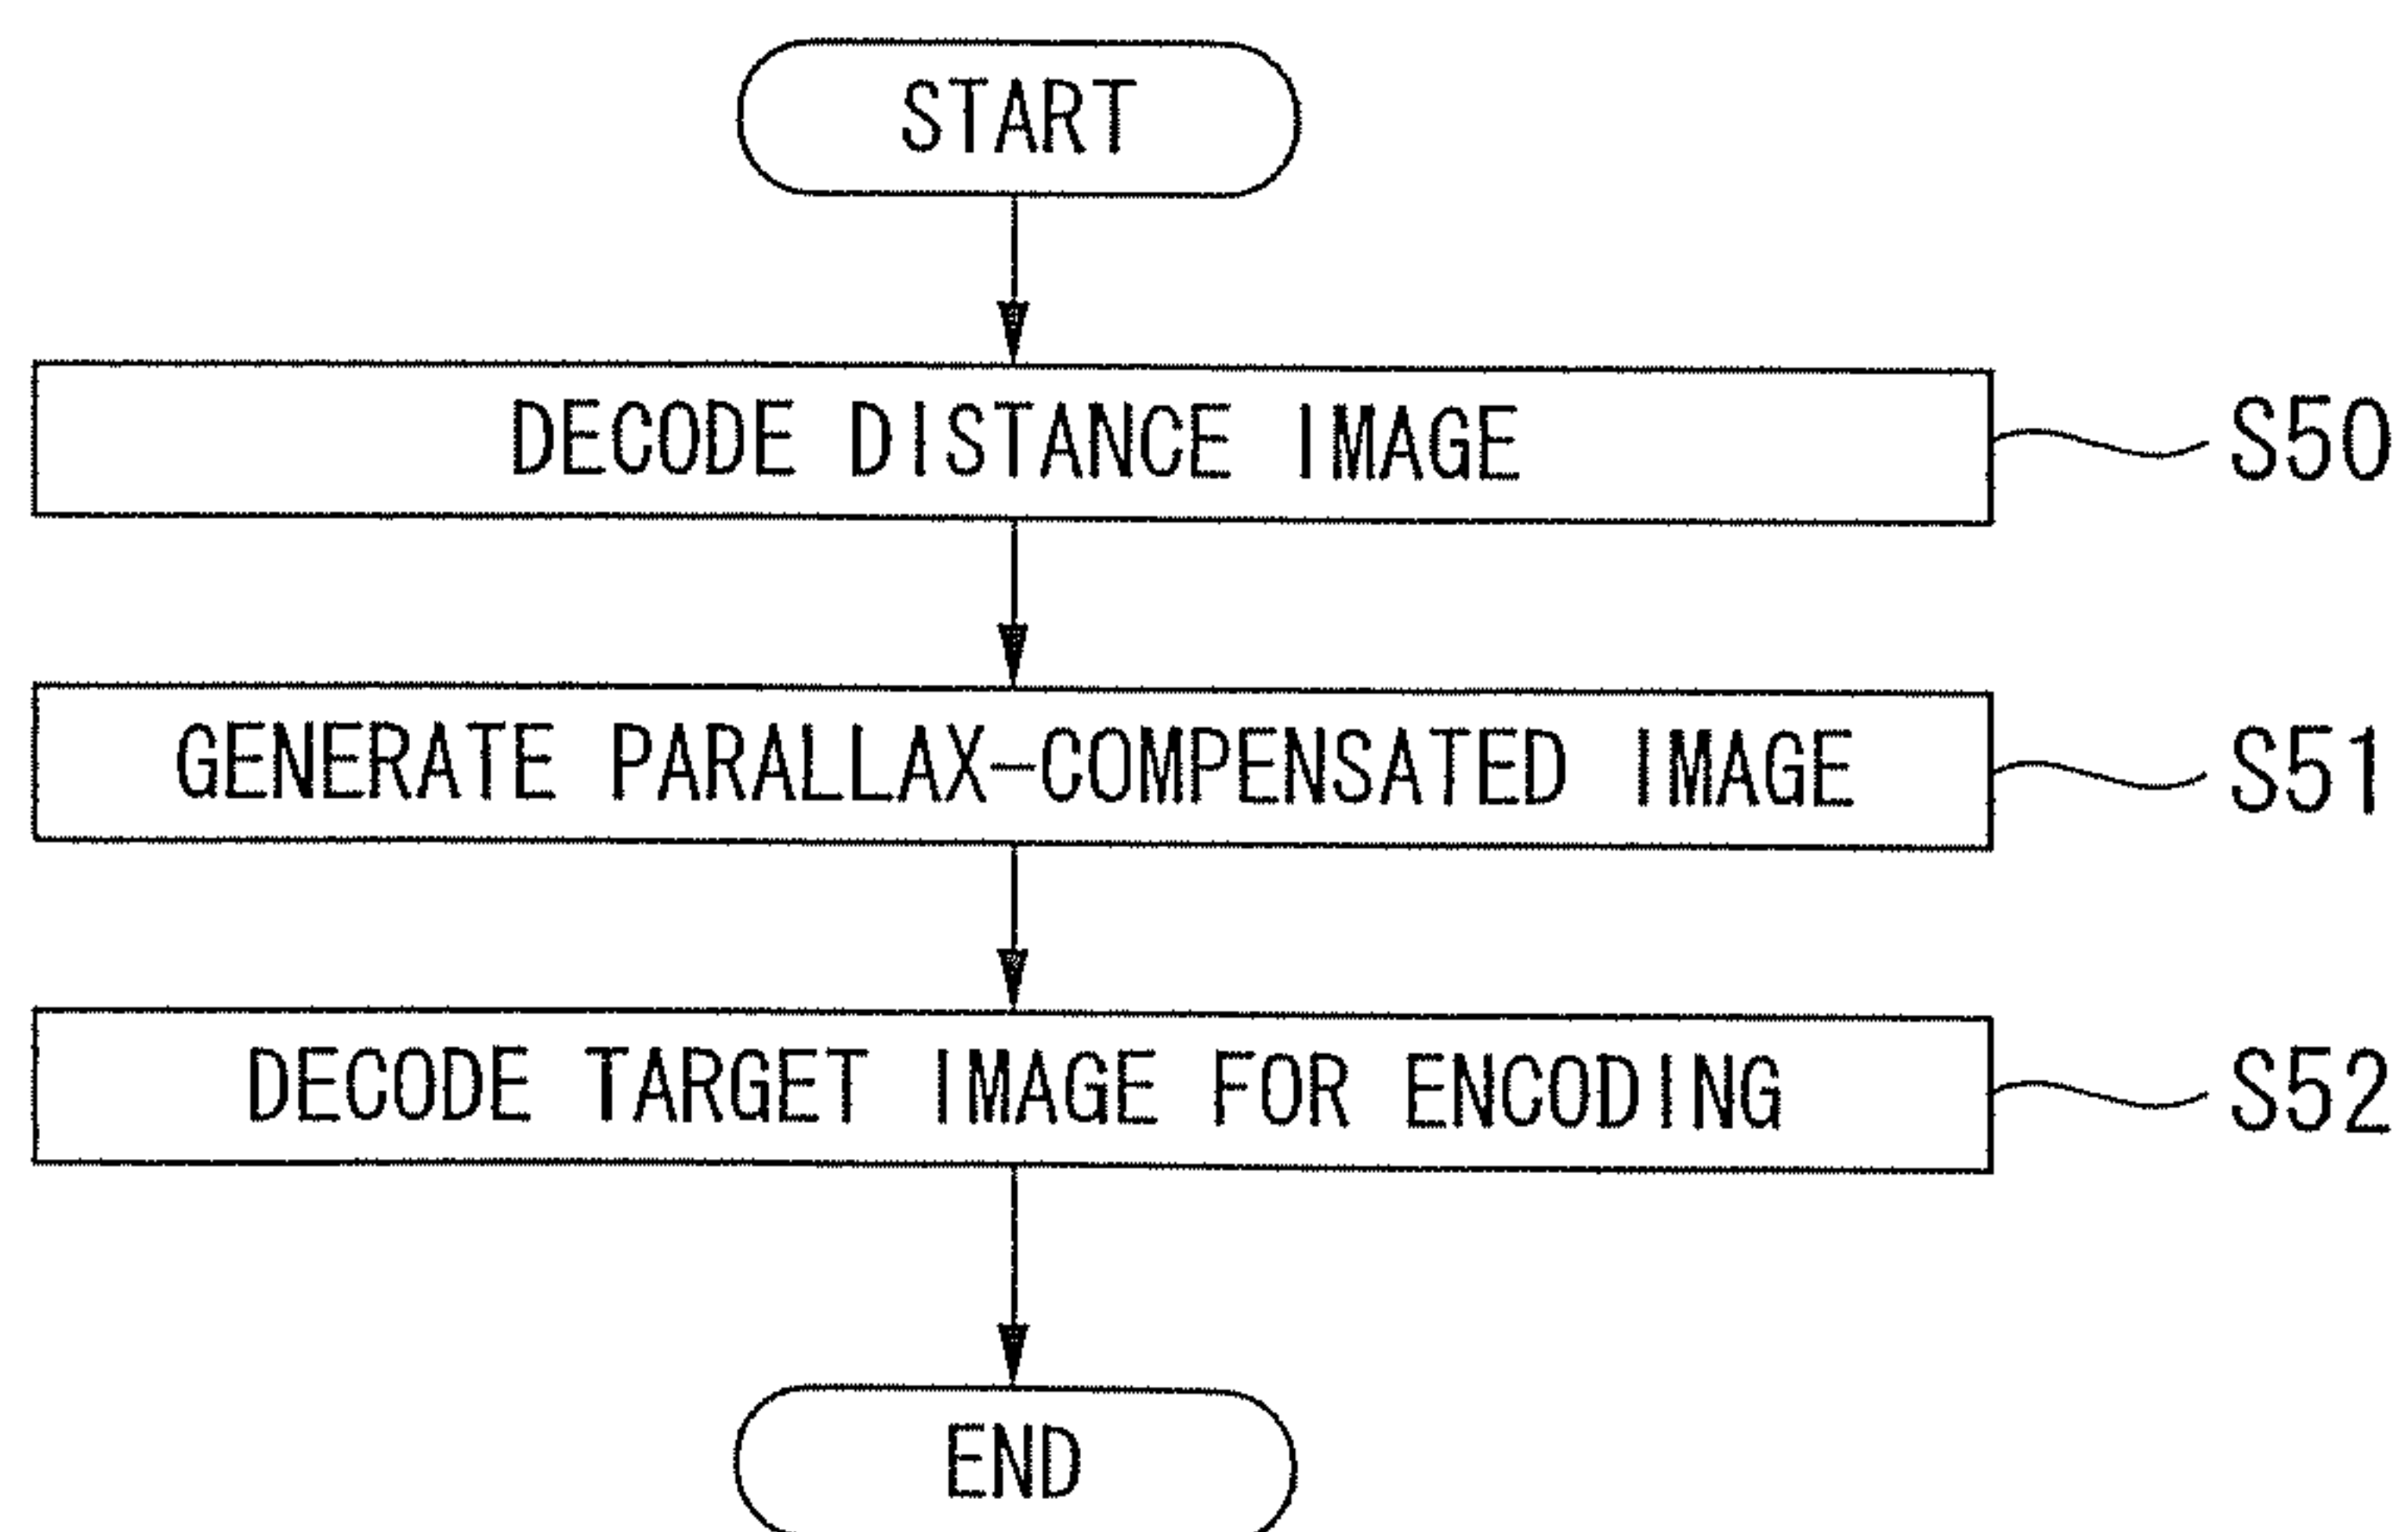 START
DECODE DISTANCE IMAGE
S50
GENERATE PARALLAX-COMPENSATED IMAGE
S51
DECODE TARGET IMAGE FOR ENCODING
S52
END